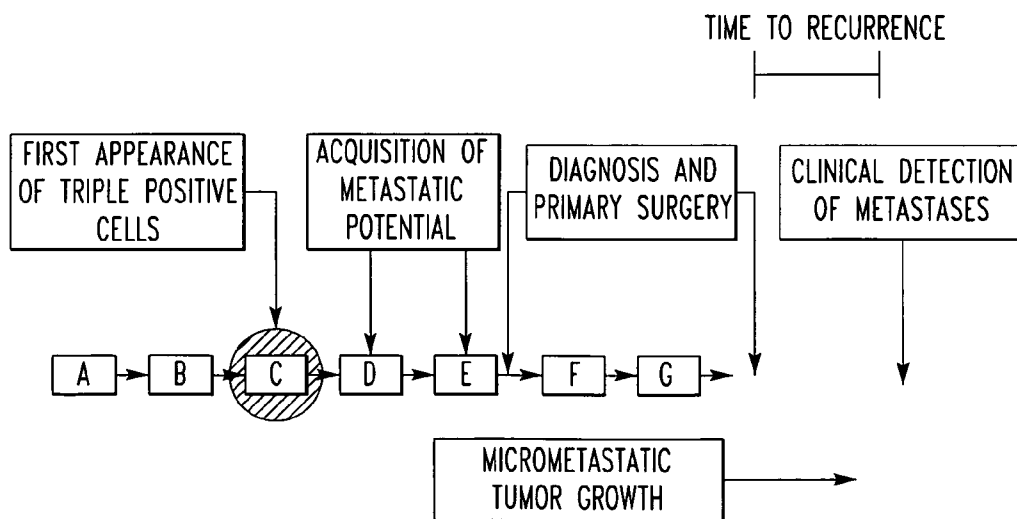 TIME TO RECURRENCE
FIRST APPEARANCE
OF TRIPLE POSITIVE
CELLS
ACQUISITION OF
METASTATIC
POTENTIAL
DIAGNOSIS AND
PRIMARY SURGERY
CLINICAL DETECTION
OF METASTASES
A
B
C
D
E
F
G
MICROMETASTATIC
TUMOR GROWTH